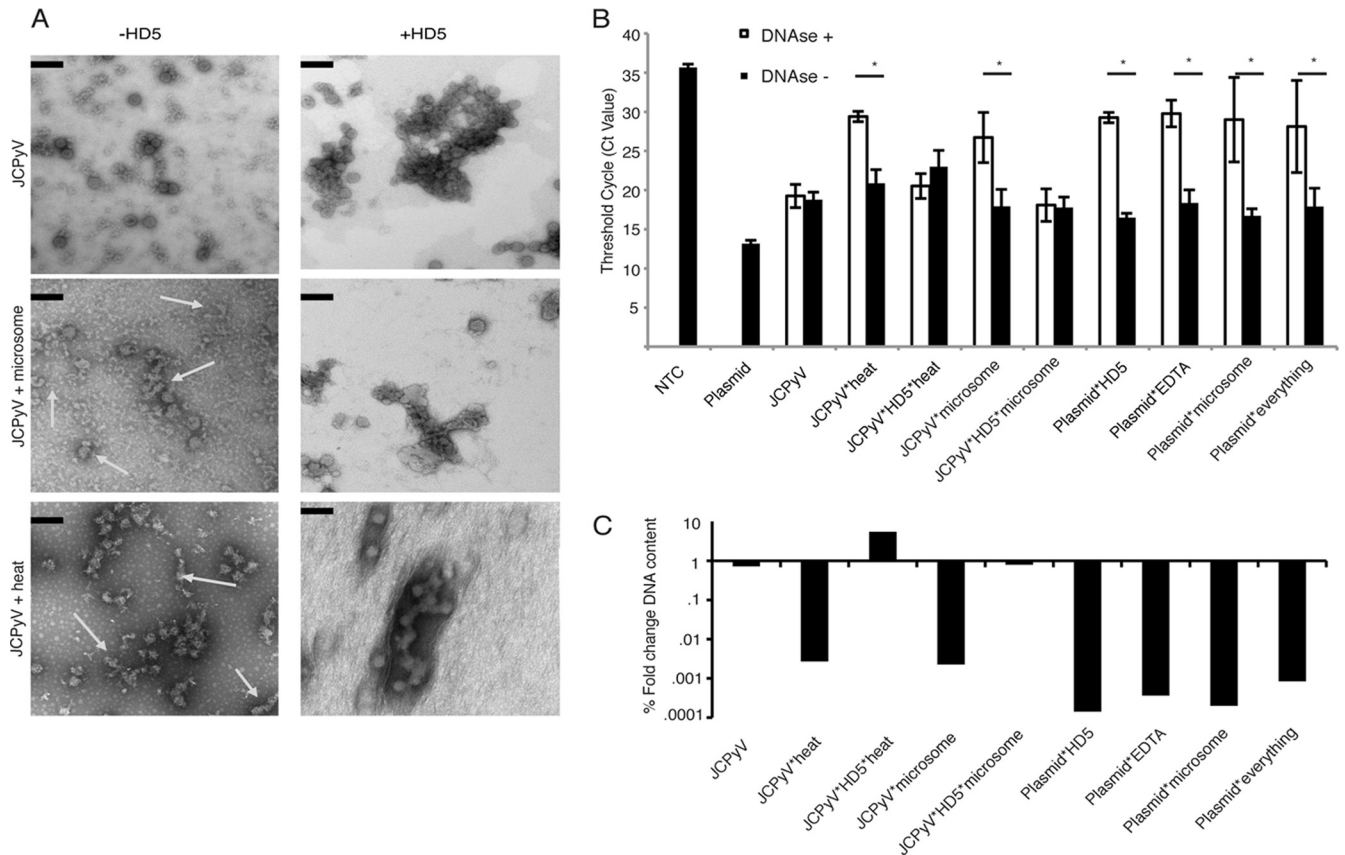 A
-HD5
+HD5
JCPyV
JCPyV + microsome
JCPyV + heat
B
DNAse +
DNAse -
Threshold Cycle (Ct Value)
40
35
30
25
20
15
10
5
*
*
*
*
*
*
NTC
Plasmid
JCPyV
JCPyV*heat
JCPyV*HD5*heat
JCPyV*microsome
JCPyV*HD5*microsome
Plasmid*HD5
Plasmid*EDTA
Plasmid*microsome
Plasmid*everything
C
% Fold change DNA content
10
1
.1
.01
.001
.0001
JCPyV
JCPyV*heat
JCPyV*HD5*heat
JCPyV*microsome
JCPyV*HD5*microsome
Plasmid*HD5
Plasmid*EDTA
Plasmid*microsome
Plasmid*everything